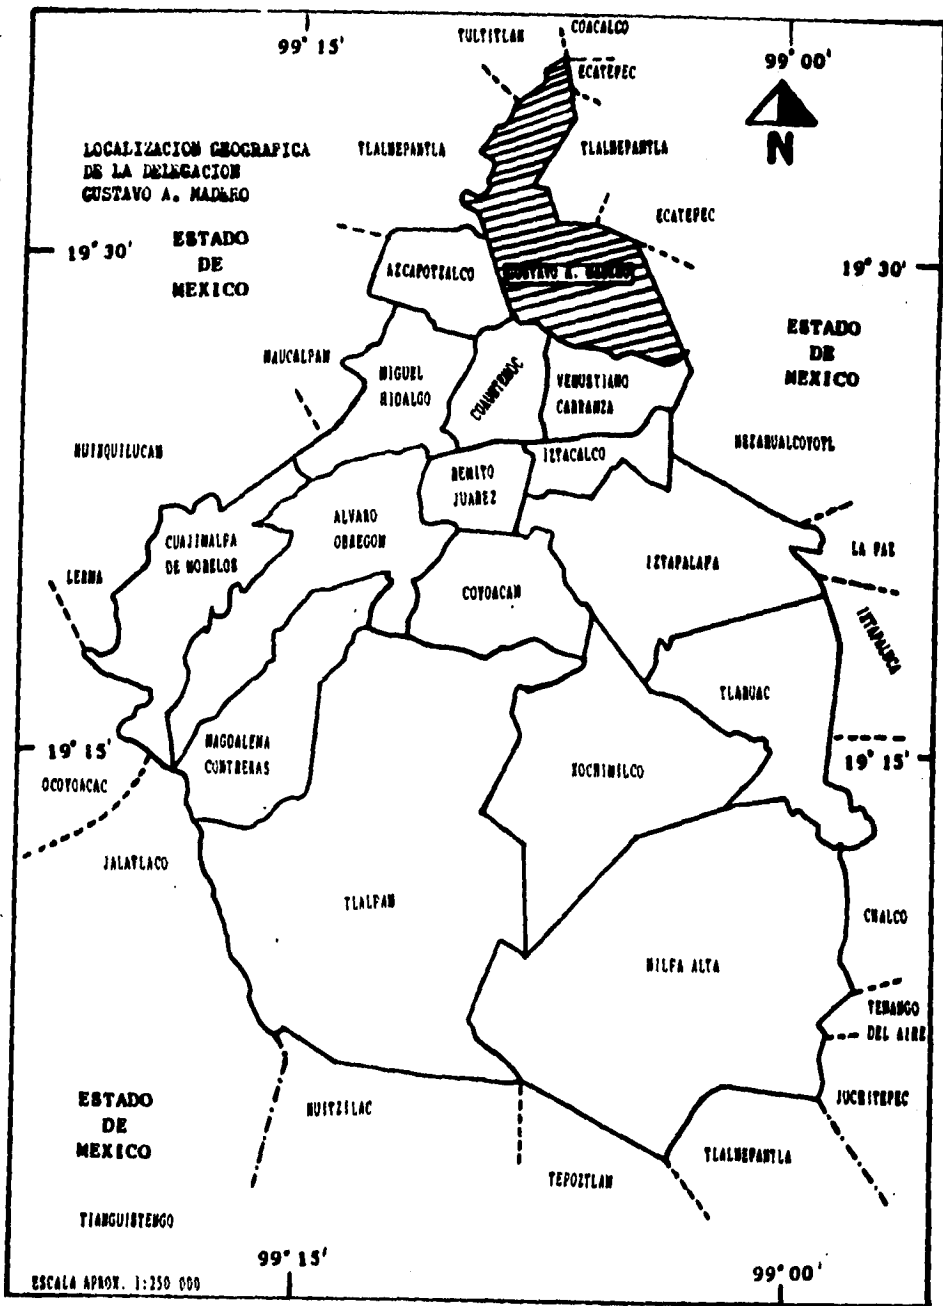 COACALCO
TULTITLAN
99° 15'
99° 00'
ECATEPEC
LOCALIZACION GEOGRAFICA
DE LA DELEGACION
GUSTAVO A. MADERO
TLALNEPANTLA
TLALNEPANTLA
N
ECATEPEC
ESTADO
DE
MEXICO
19° 30'
AZCAPOTZALCO
GUSTAVO A. MADERO
19° 30'
ESTADO
DE
MEXICO
NAUCALPAN
MIGUEL
HIDALGO
CUAUHTEMOC
VENUSTIANO
CARRANZA
NEZAHUALCOYOTL
HUIXQUILUCAN
IZTACALCO
BENITO
JUAREZ
ALVARO
OBREGON
CUAJIMALPA
DE MORELOS
LA PAZ
IZTAPALAPA
LERMA
COYOACAN
IXTAPALUCA
TLAHUAC
MAGDALENA
CONTRERAS
19° 15'
XOCHIMILCO
19° 15'
OCOYOACAC
JALATLACO
TLALPAN
CHALCO
MILPA ALTA
TENANGO
DEL AIRE
ESTADO
DE
MEXICO
HUITZILAC
JUCHITEPEC
TLALNEPANTLA
TEPOZTLAN
TIANGUISTENGO
99° 15'
99° 00'
ESCALA APROX. 1:250 000